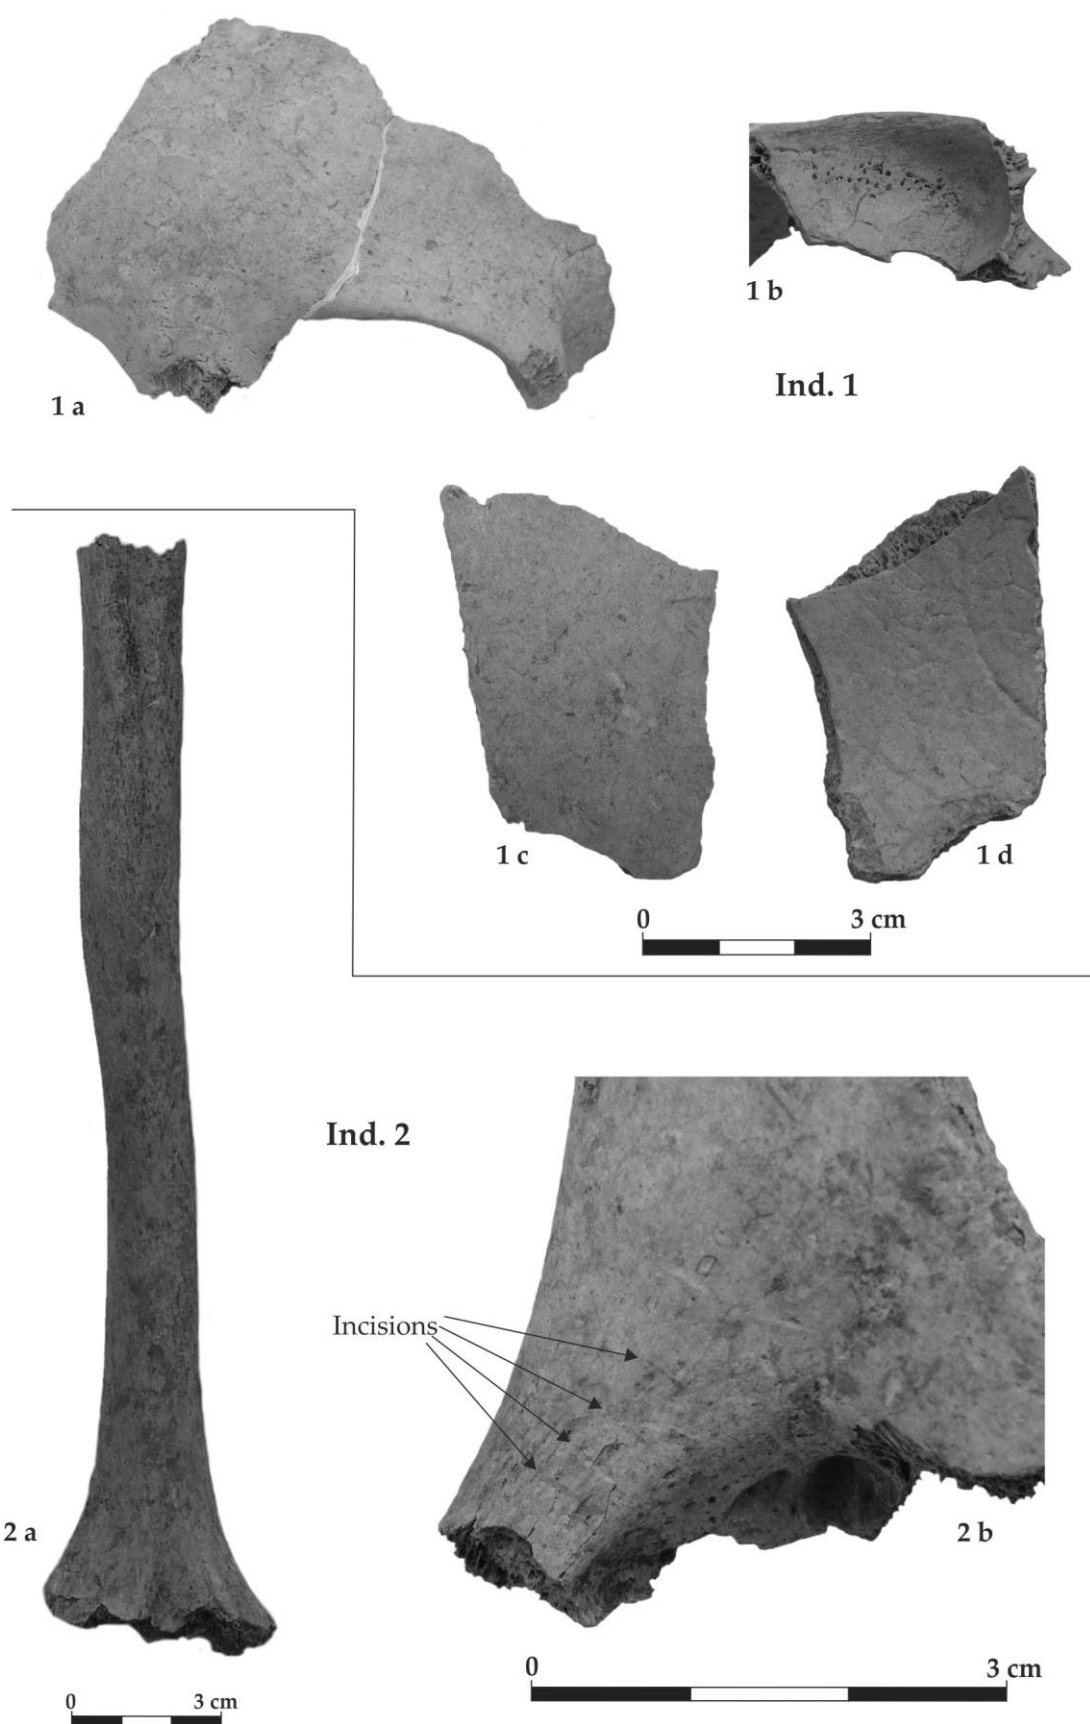 1 a
1 b
Ind. 1
1 c
1 d
0 3 cm
Ind. 2
Incisions
2 a
2 b
0 3 cm
0 3 cm